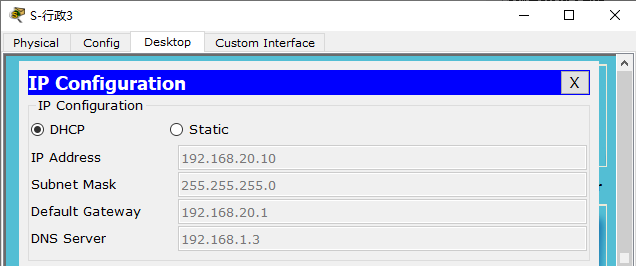 S-行政3
Physical Config Desktop Custom Interface
IP Configuration X
IP Configuration
DHCP Static
IP Address 192.168.20.10
Subnet Mask 255.255.255.0
Default Gateway 192.168.20.1
DNS Server 192.168.1.3